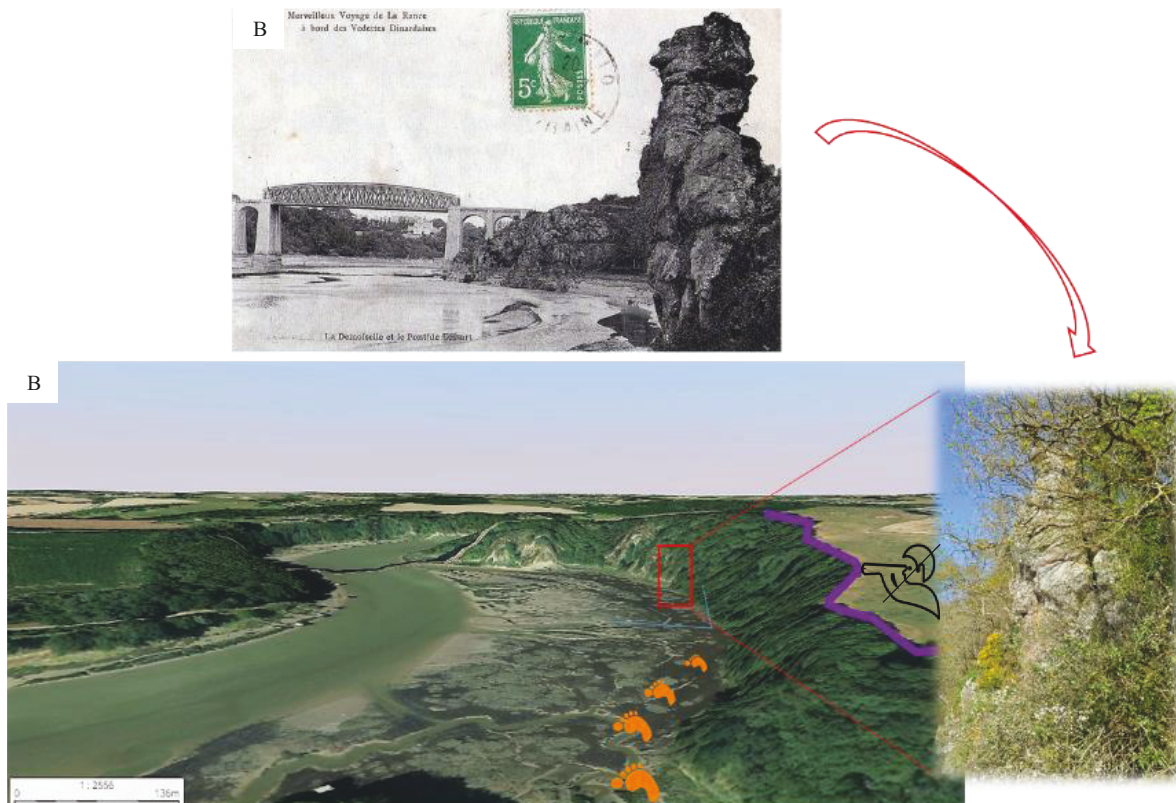 B
Merveilleux Voyage de La Rance
à bord des Vedettes Dinardaises
REPUBLIQUE FRANÇAISE
5c
POSTES
La Demoiselle et le Pont de Lessart
B
1 : 2556
0 136m